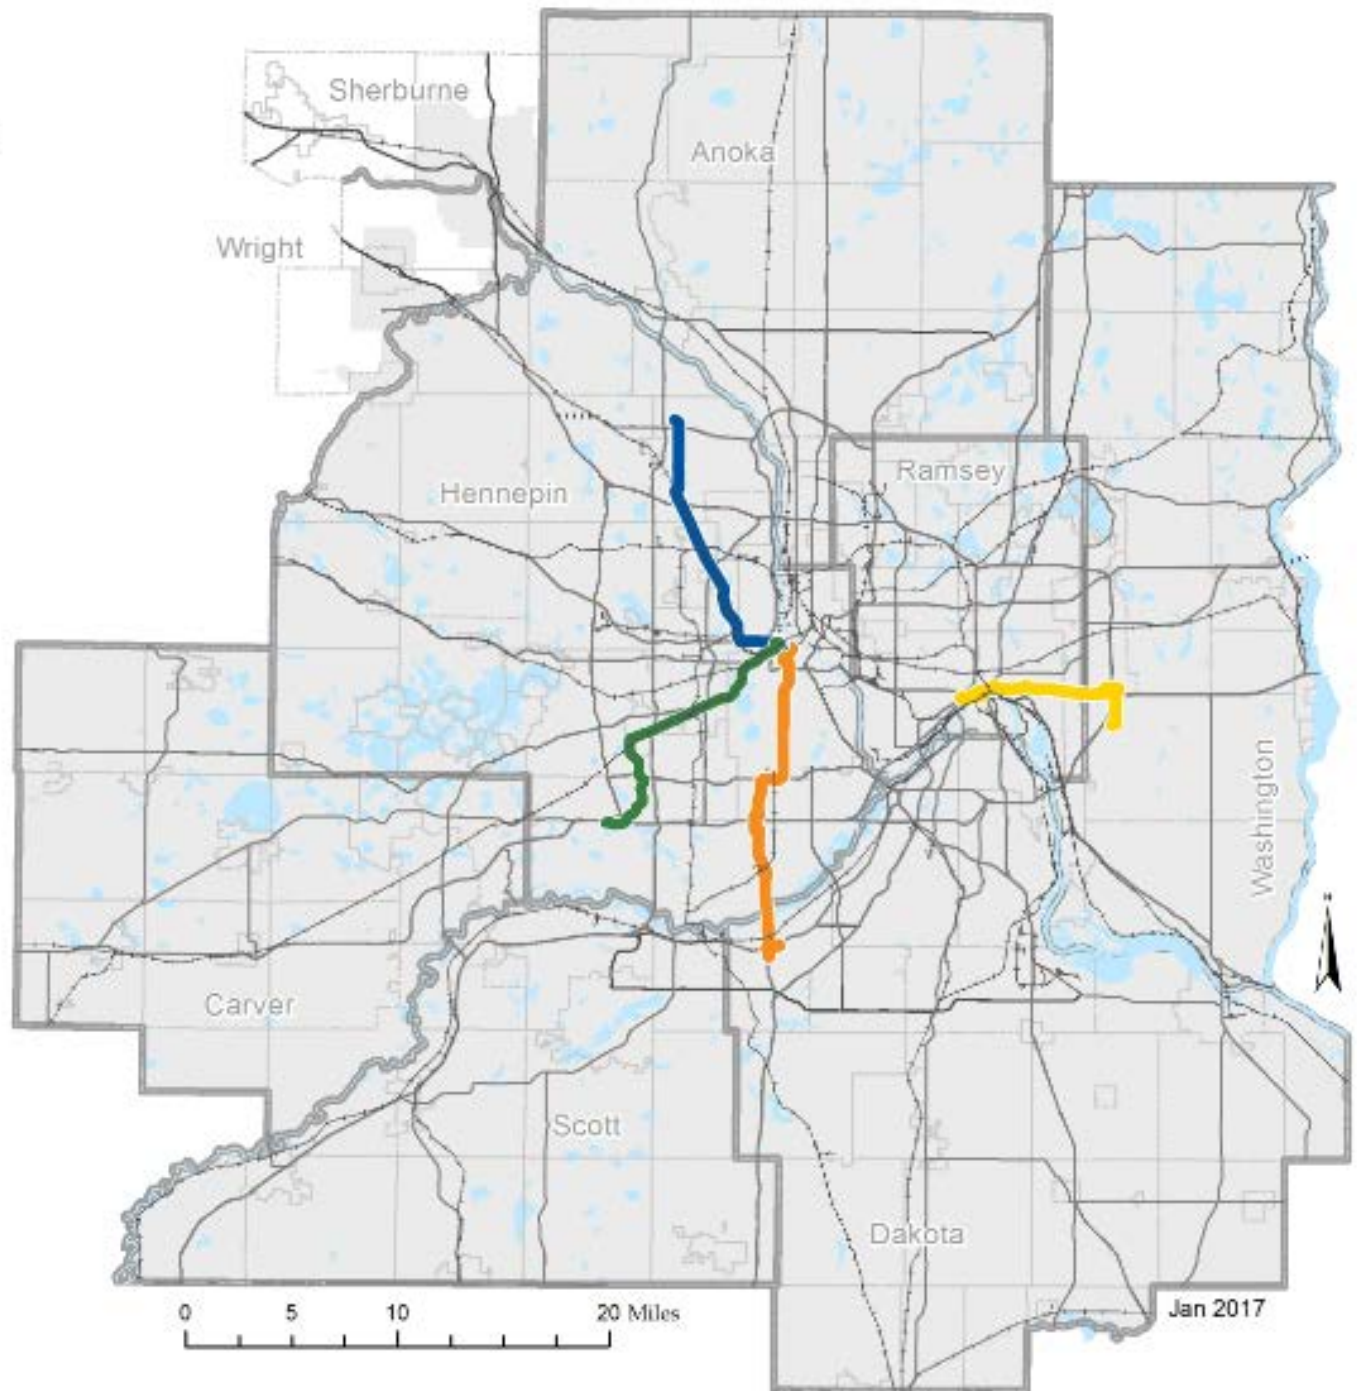 Sherburne
Anoka
Wright
Ramsey
Hennepin
Washington
N
Carver
Scott
Dakota
0 5 10 20 Miles
Jan 2017